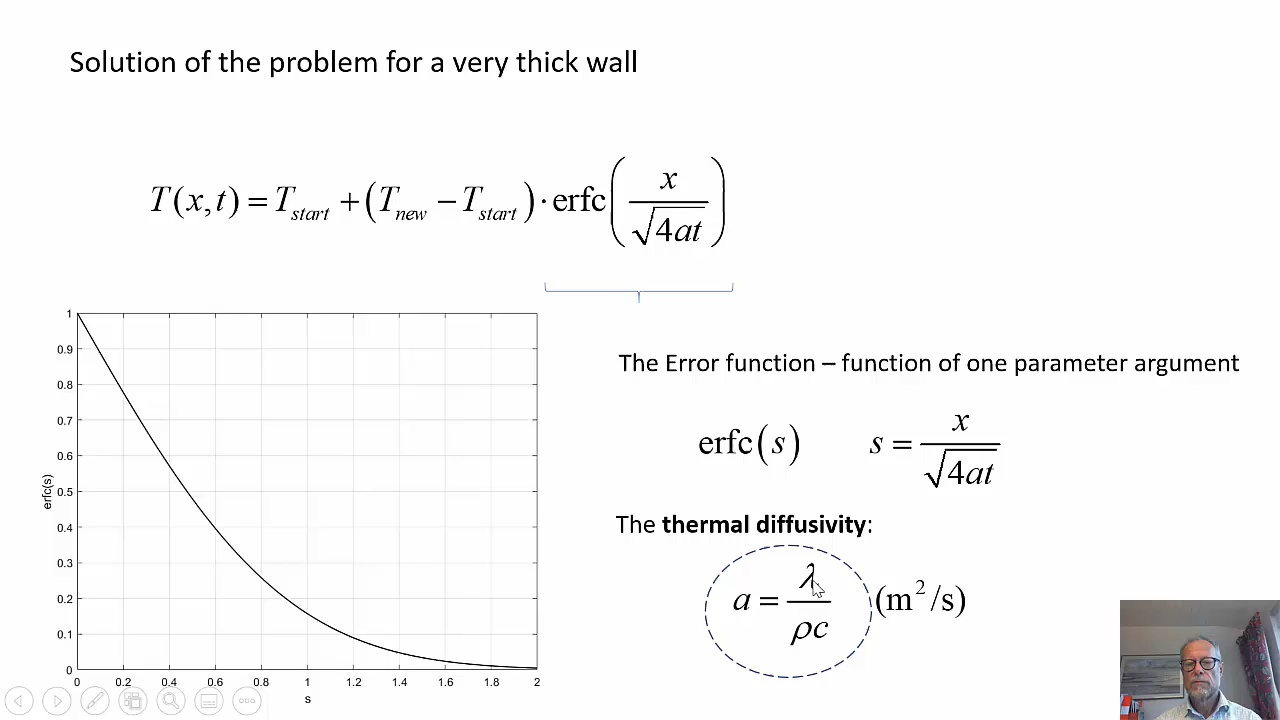 Solution of the problem for a very thick wall
T(x,t) = T_start + (T_new − T_start) · erfc(x / √4at)
The Error function – function of one parameter argument
erfc(s)    s = x / √4at
The thermal diffusivity:
a = λ / ρc    (m²/s)
1
0.9
0.8
0.7
0.6
0.5
0.4
0.3
0.2
0.1
0
erfc(s)
0 0.2 0.4 0.6 0.8 1 1.2 1.4 1.6 1.8 2
s